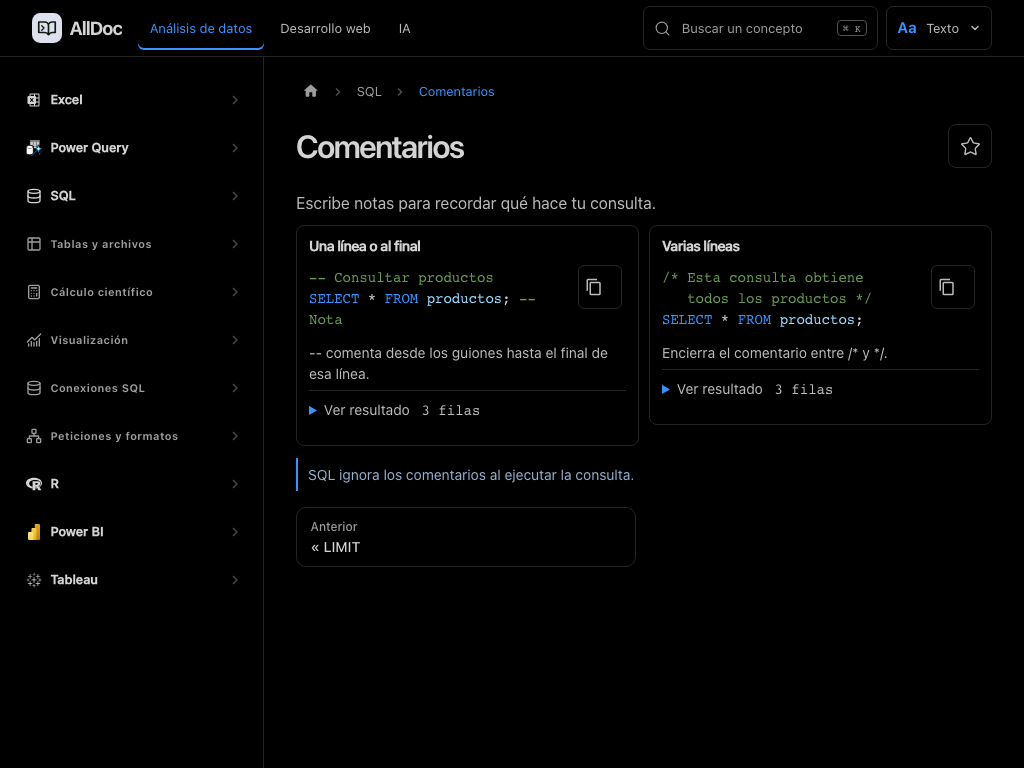 AllDoc
Análisis de datos
Desarrollo web
IA
Buscar un concepto
⌘ K
Aa Texto
Excel
Power Query
SQL
Tablas y archivos
Cálculo científico
Visualización
Conexiones SQL
Peticiones y formatos
R
Power BI
Tableau
SQL
Comentarios
Comentarios
Escribe notas para recordar qué hace tu consulta.
Una línea o al final
-- Consultar productos
SELECT * FROM productos; --
Nota
-- comenta desde los guiones hasta el final de
esa línea.
Ver resultado 3 filas
Varias líneas
/* Esta consulta obtiene
todos los productos */
SELECT * FROM productos;
Encierra el comentario entre /* y */.
Ver resultado 3 filas
SQL ignora los comentarios al ejecutar la consulta.
Anterior
« LIMIT